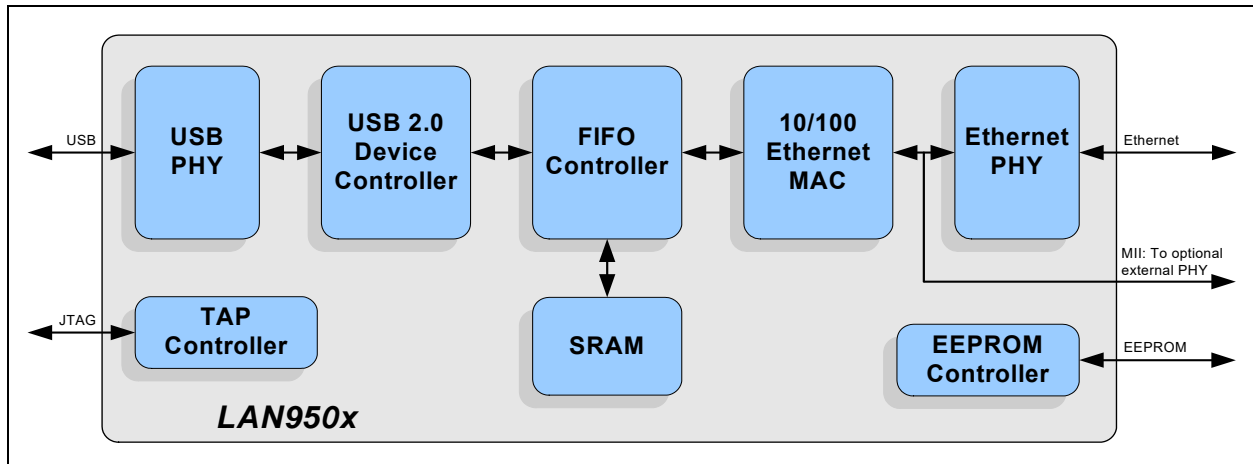 USB
USB
PHY
USB 2.0
Device
Controller
FIFO
Controller
10/100
Ethernet
MAC
Ethernet
PHY
Ethernet
MII: To optional
external PHY
JTAG
TAP
Controller
SRAM
EEPROM
Controller
EEPROM
LAN950x